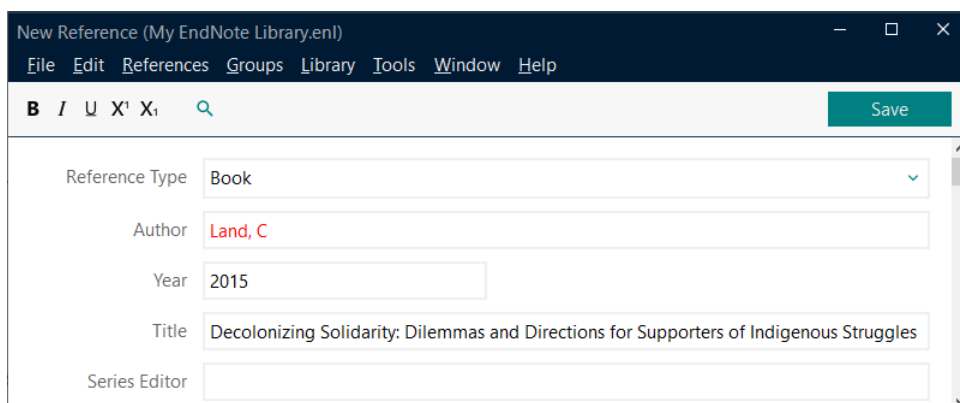 New Reference (My EndNote Library.enl)
File Edit References Groups Library Tools Window Help
B I U X¹ X₁ Save
Reference Type Book
Author Land, C
Year 2015
Title Decolonizing Solidarity: Dilemmas and Directions for Supporters of Indigenous Struggles
Series Editor